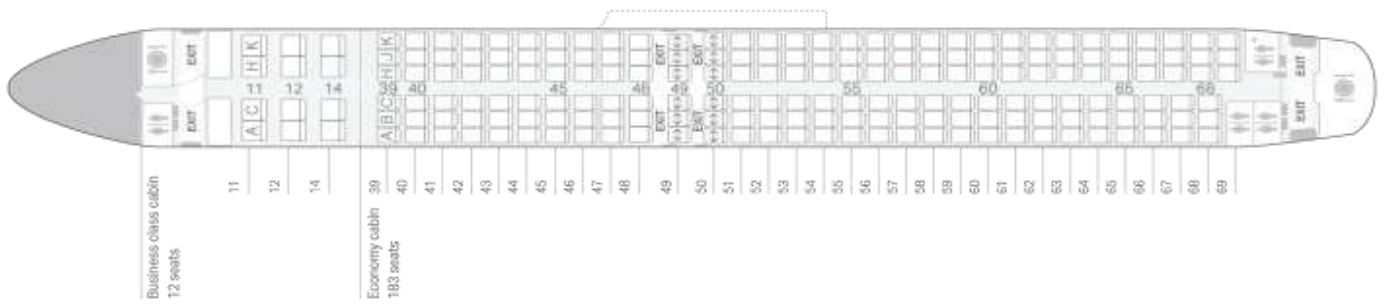 EXIT
EXIT
EXIT
EXIT
EXIT
EXIT
EXIT
EXIT
K
H
K
J
H
11 12 14 39 40 45 48 49 50 55 60 65 68
C
A
C
B
A
11
12
14
39
40
41
42
43
44
45
46
47
48
49
50
51
52
53
54
55
56
57
58
59
60
61
62
63
64
65
66
67
68
69
Business class cabin
12 seats
Economy cabin
183 seats